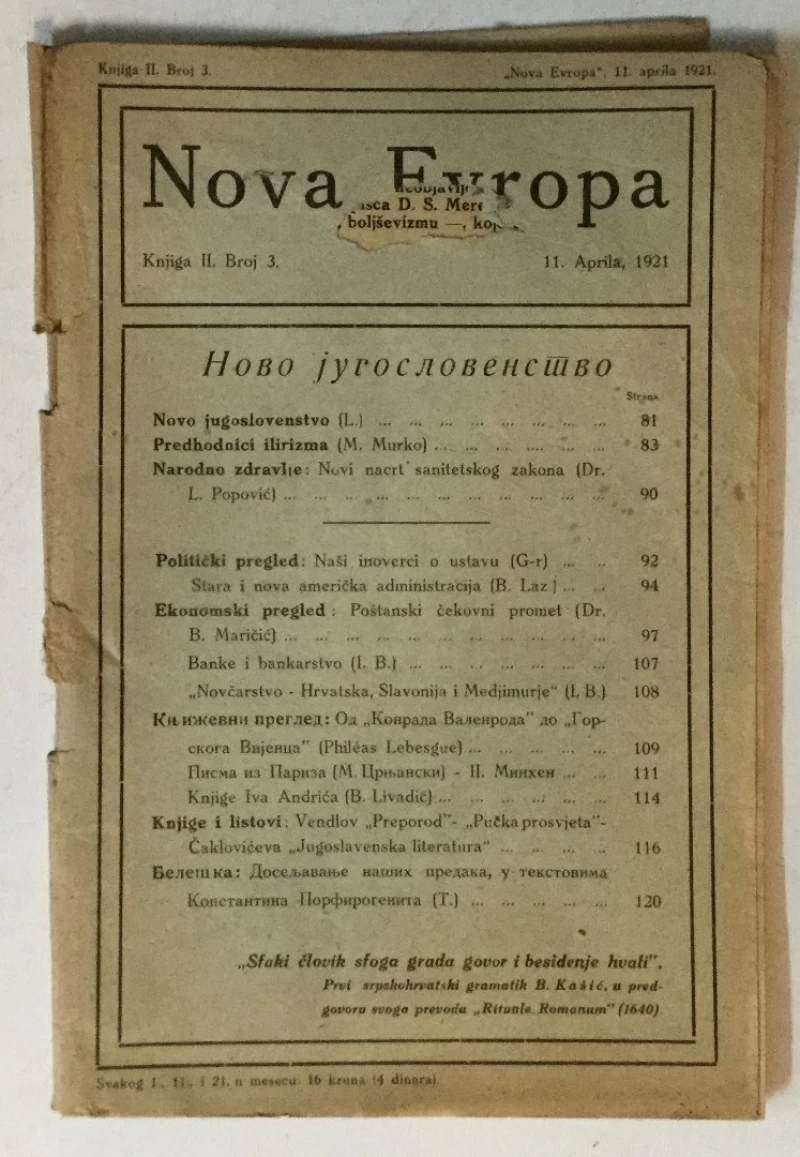 Knjiga II. Broj 3.
„Nova Evropa“, 11. aprila 1921.
Nova Evropa
D. S.
boljševizmu —,
Knjiga II. Broj 3.
11. Aprila, 1921
Ново југословенство
Strana
Novo jugoslovenstvo (L.) ... ... ... ... ... ... ... ... 81
Predhodnici ilirizma (M. Murko) ... ... ... .... ... ... 83
Narodno zdravlje: Novi nacrt sanitetskog zakona (Dr.
L. Popović) ... ... ... ... ... ... ... ... ... ... ... 90
Politički pregled: Naši inoverci o ustavu (G-r) ... ... 92
Stara i nova američka administracija (B. Laz.) ... ... 94
Ekonomski pregled: Poštanski čekovni promet (Dr.
B. Maričić) ... ... ... ... ... ... ... ... ... ... ... 97
Banke i bankarstvo (I. B.) ... ... ... ... ... ... ... 107
„Novčarstvo - Hrvatska, Slavonija i Medjimurje“ (I. B.) 108
Књижевни преглед: Од „Конрада Валенрода” до „Гор-
скога Вијенца” (Philéas Lebesgue) ... ... ... ... ... 109
Писма из Париза (М. Црњански) - II. Минхен ... ... 111
Knjige Iva Andrića (B. Livadić) ... ... ... ... ... ... 114
Knjige i listovi: Vendlov „Preporod”- „Pučka prosvjeta”-
Čaklovićeva „Jugoslavenska literatura“ ... ... ... ... 116
Белешка: Досељавање наших предака, у текстовима
Константина Порфирогенита (Т.) ... ... ... ... ... 120
„Sfaki človik sfoga grada govor i besidenje hvali”.
Prvi srpskohrvatski gramatik B. Kašić, u pred-
govoru svoga prevoda „Rituale Romanum” (1640).
Svakog 1., 11., i 21. u mesecu. 16 kruna (4 dinara).